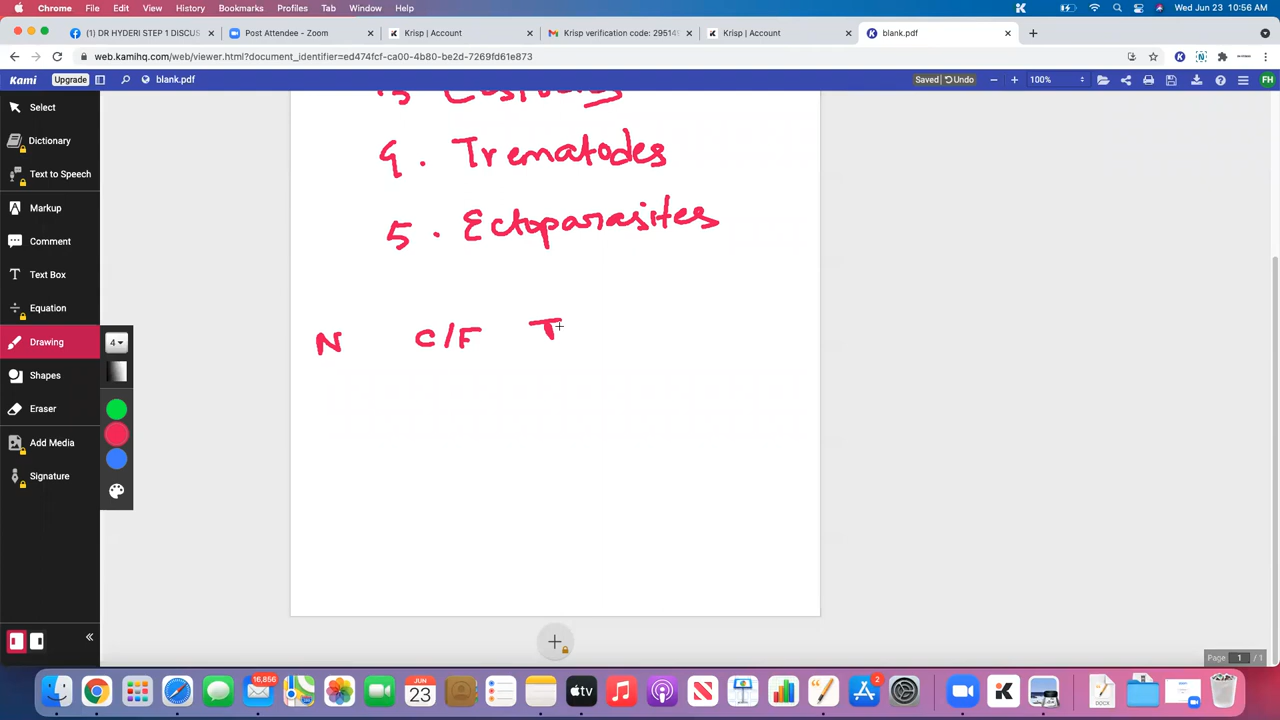 Chrome File Edit View History Bookmarks Profiles Tab Window Help Wed Jun 23 10:56 AM
(1) DR HYDERI STEP 1 DISCUS Post Attendee - Zoom Krisp | Account Krisp verification code: 29514 Krisp | Account blank.pdf
web.kamihq.com/web/viewer.html?document_identifier=ed474fcf-ca00-4b80-be2d-7269fd61e873
Kami Upgrade blank.pdf Saved Undo 100% FH
Select
Dictionary
Text to Speech
Markup
Comment
Text Box
Equation
Drawing 4
Shapes
Eraser
Add Media
Signature
9. Trematodes
5. Ectoparasites
N C/F T
Page 1 / 1
16,856 JUN 23 tv 2 DOCX